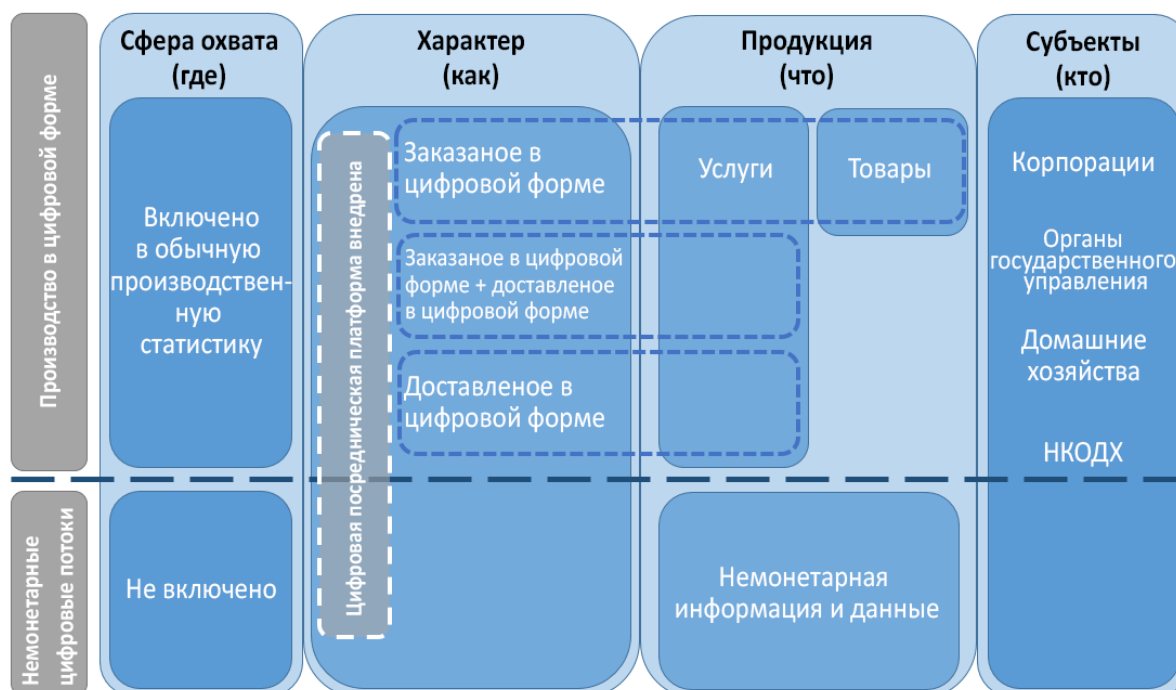 Сфера охвата
(где)
Характер
(как)
Продукция
(что)
Субъекты
(кто)
Производство в цифровой форме
Включено
в обычную
производствен-
ную
статистику
Цифровая посредническая платформа внедрена
Заказаное в
цифровой форме
Заказаное в цифровой
форме + доставленое
в цифровой форме
Доставленое в
цифровой форме
Услуги
Товары
Корпорации
Органы
государственного
управления
Домашние
хозяйства
НКОДХ
Немонетарные
цифровые потоки
Не включено
Немонетарная
информация и данные